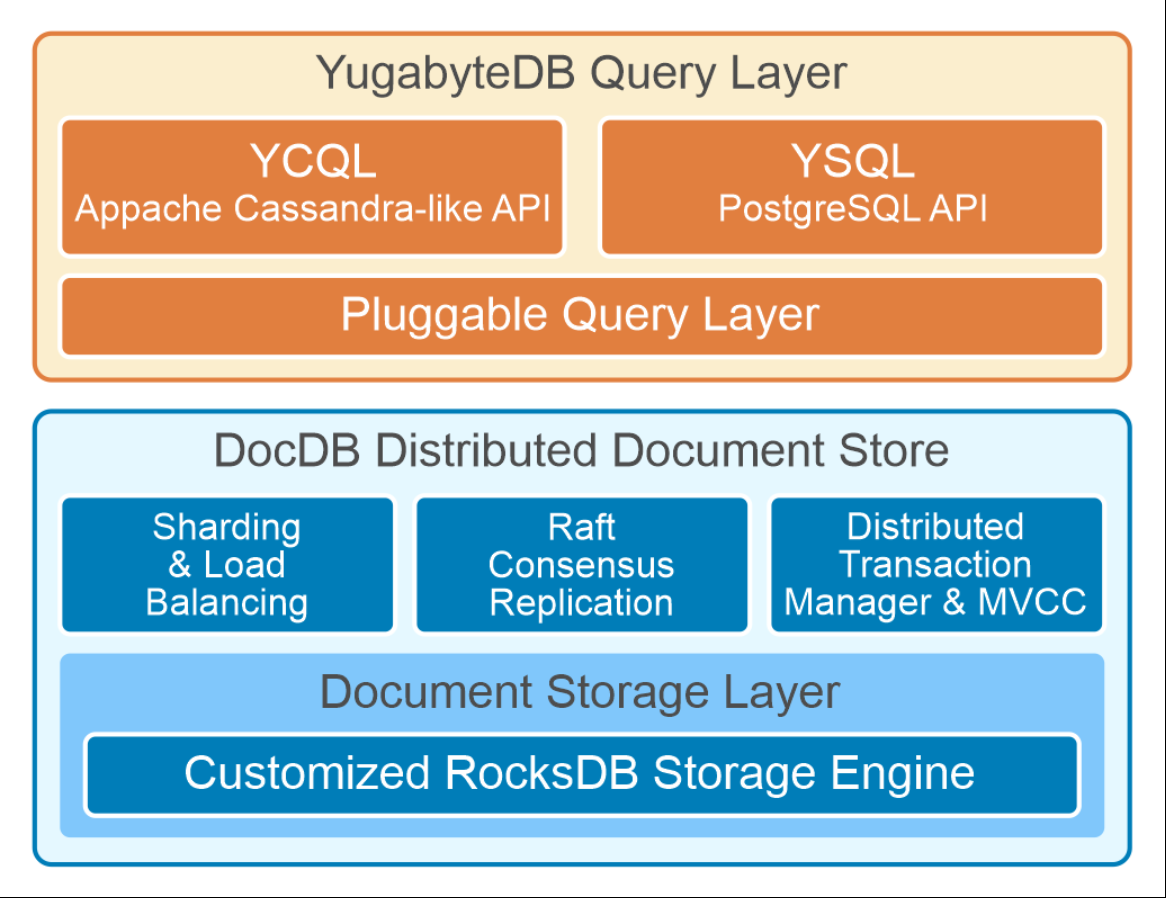 YugabyteDB Query Layer
YCQL
Appache Cassandra-like API
YSQL
PostgreSQL API
Pluggable Query Layer
DocDB Distributed Document Store
Sharding
& Load
Balancing
Raft
Consensus
Replication
Distributed
Transaction
Manager & MVCC
Document Storage Layer
Customized RocksDB Storage Engine